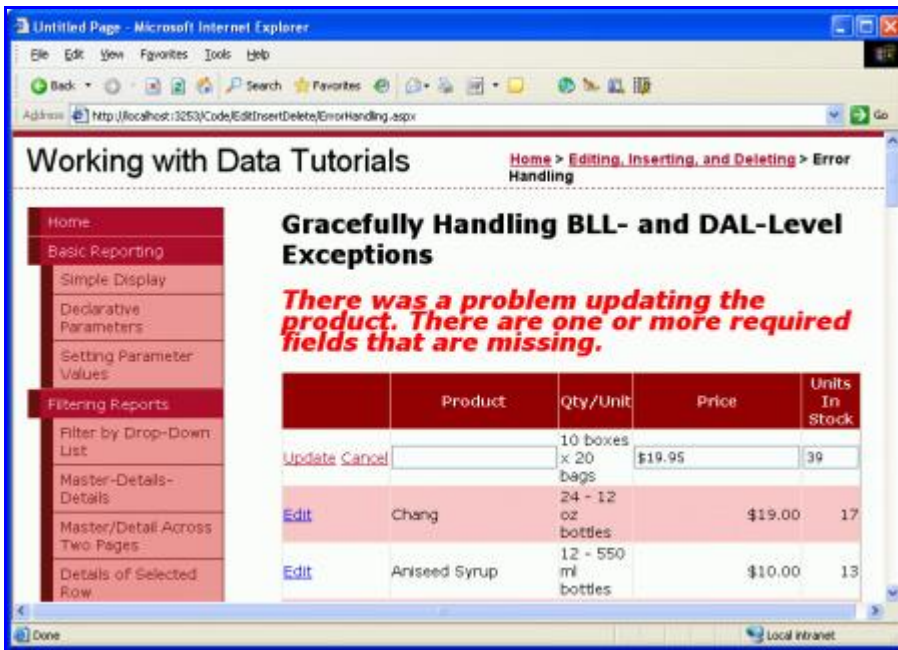 Untitled Page - Microsoft Internet Explorer
File Edit View Favorites Tools Help
Back Search Favorites
Address http://localhost:3253/Code/EditInsertDelete/ErrorHandling.aspx Go
Working with Data Tutorials
Home > Editing, Inserting, and Deleting > Error
Handling
Home
Basic Reporting
Simple Display
Declarative
Parameters
Setting Parameter
Values
Filtering Reports
Filter by Drop-Down
List
Master-Details-
Details
Master/Detail Across
Two Pages
Details of Selected
Row
Gracefully Handling BLL- and DAL-Level
Exceptions
There was a problem updating the
product. There are one or more required
fields that are missing.
Product Qty/Unit Price Units
In
Stock
Update Cancel 10 boxes
x 20
bags $19.95 39
Edit Chang 24 - 12
oz
bottles $19.00 17
Edit Aniseed Syrup 12 - 550
ml
bottles $10.00 13
Done Local intranet